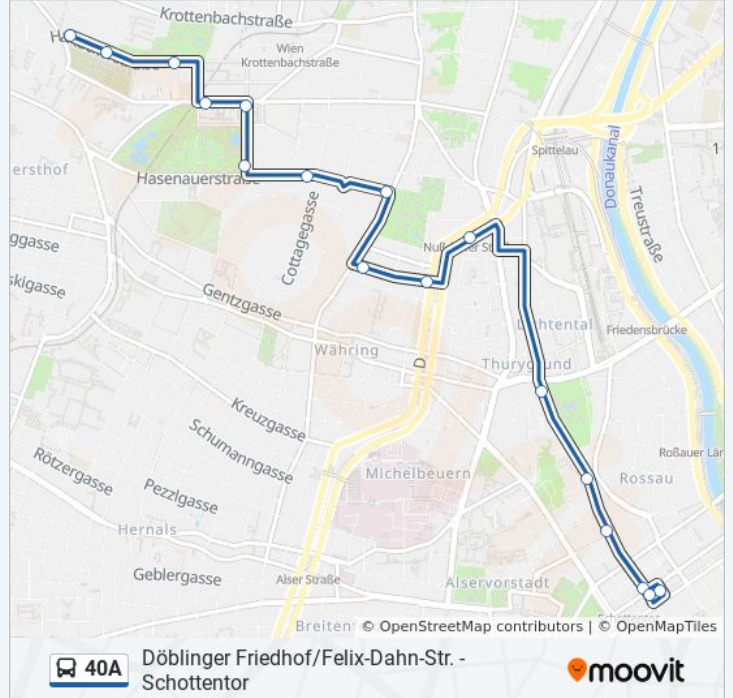 Krottenbachstraße
Wien
Krottenbachstraße
Spittelau
Donaukanal
1
ersthof
Hasenauerstraße
Treustraße
Cottagegasse
ggasse
skigasse
Gentzgasse
Friedensbrücke
Währing
D
Thurygrund
Kreuzgasse
Schumanngasse
Roßauer Län
Rötzergasse
Michelbeuern
Rossau
Pezzlgasse
Hernals
Geblergasse
Alser Straße
Alservorstadt
Breiten
© OpenStreetMap contributors | © OpenMapTiles
40A
Döblinger Friedhof/Felix-Dahn-Str. -
Schottentor
moovit